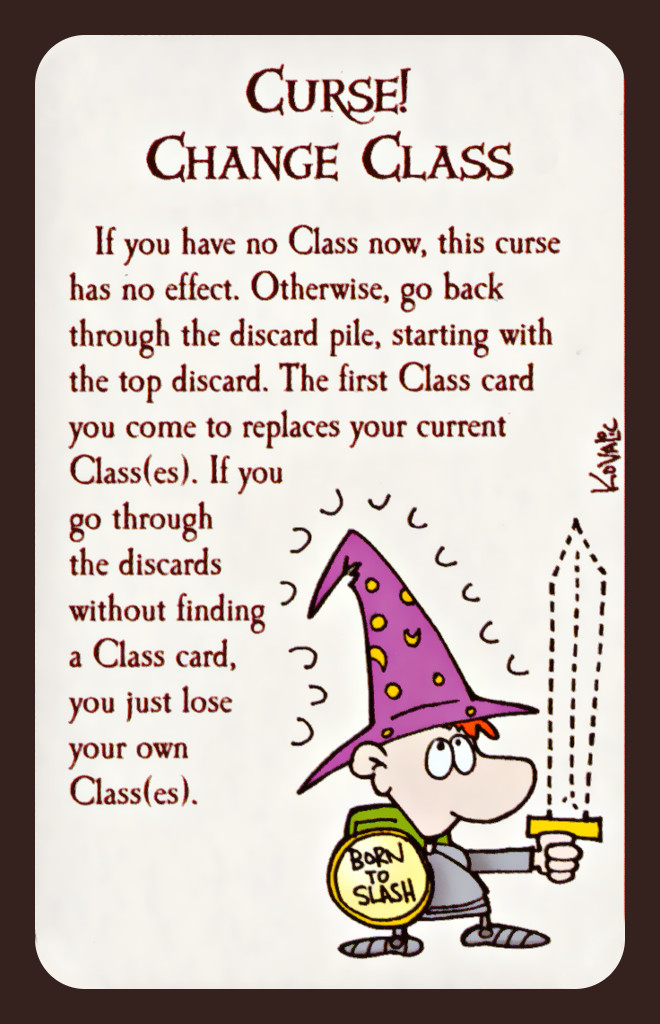 CURSE!
CHANGE CLASS
If you have no Class now, this curse
has no effect. Otherwise, go back
through the discard pile, starting with
the top discard. The first Class card
you come to replaces your current
Class(es). If you
go through
the discards
without finding
a Class card,
you just lose
your own
Class(es).
KOVALIC
BORN
TO
SLASH